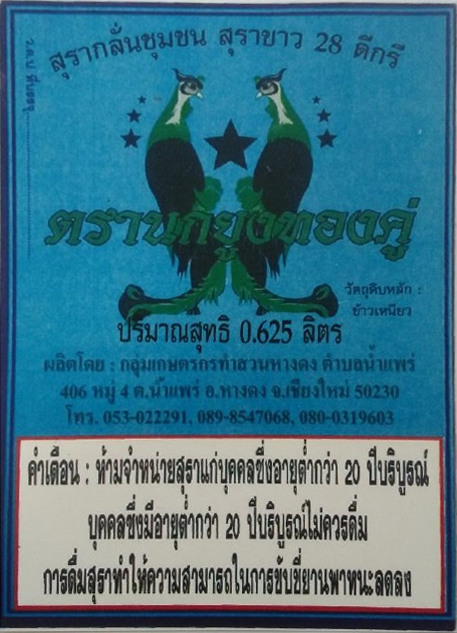 สุรากลั่นชุมชน สุราขาว 28 ดีกรี
ว.ด.ป. ที่บรรจุ
ตรานกยูงทองคู่
วัตถุดิบหลัก :
ข้าวเหนียว
ปริมาณสุทธิ 0.625 ลิตร
ผลิตโดย : กลุ่มเกษตรกรทำสวนหางดง ตำบลน้ำแพร่
406 หมู่ 4 ต.น้ำแพร่ อ.หางดง จ.เชียงใหม่ 50230
โทร. 053-022291, 089-8547068, 080-0319603
คำเตือน : ห้ามจำหน่ายสุราแก่บุคคลซึ่งอายุต่ำกว่า 20 ปีบริบูรณ์
บุคคลซึ่งมีอายุต่ำกว่า 20 ปีบริบูรณ์ไม่ควรดื่ม
การดื่มสุราทำให้ความสามารถในการขับขี่ยานพาหนะลดลง